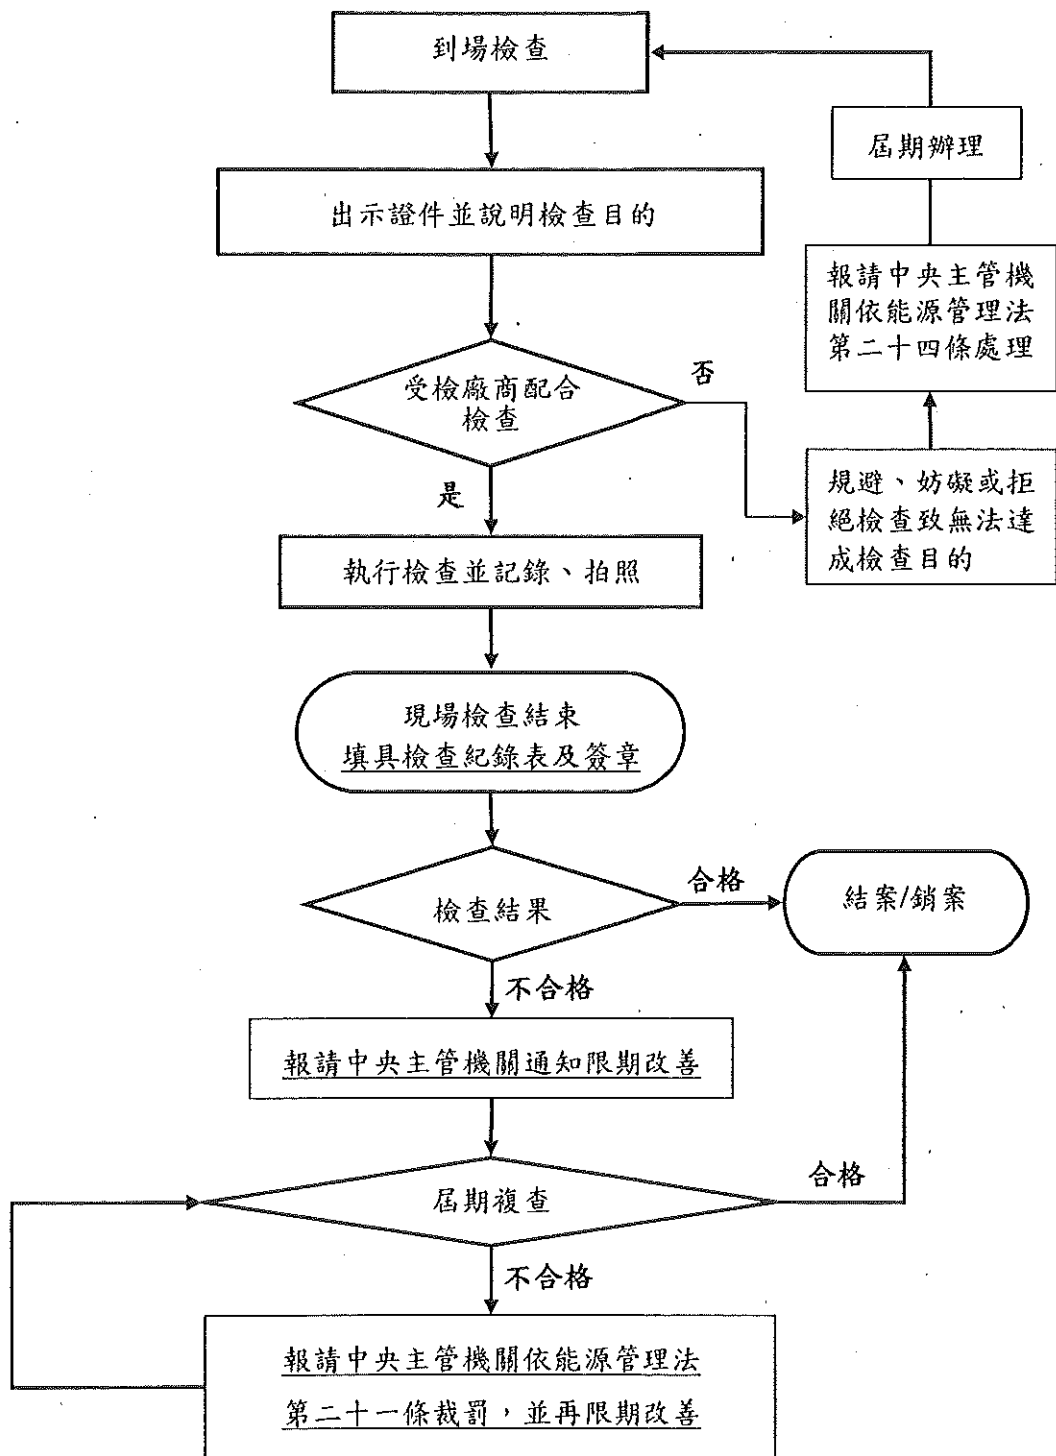 到場檢查
屆期辦理
出示證件並說明檢查目的
報請中央主管機
關依能源管理法
第二十四條處理
受檢廠商配合
檢查
否
是
規避、妨礙或拒
絕檢查致無法達
成檢查目的
執行檢查並記錄、拍照
現場檢查結束
填具檢查紀錄表及簽章
檢查結果
合格
結案/銷案
不合格
報請中央主管機關通知限期改善
屆期複查
合格
不合格
報請中央主管機關依能源管理法
第二十一條裁罰，並再限期改善